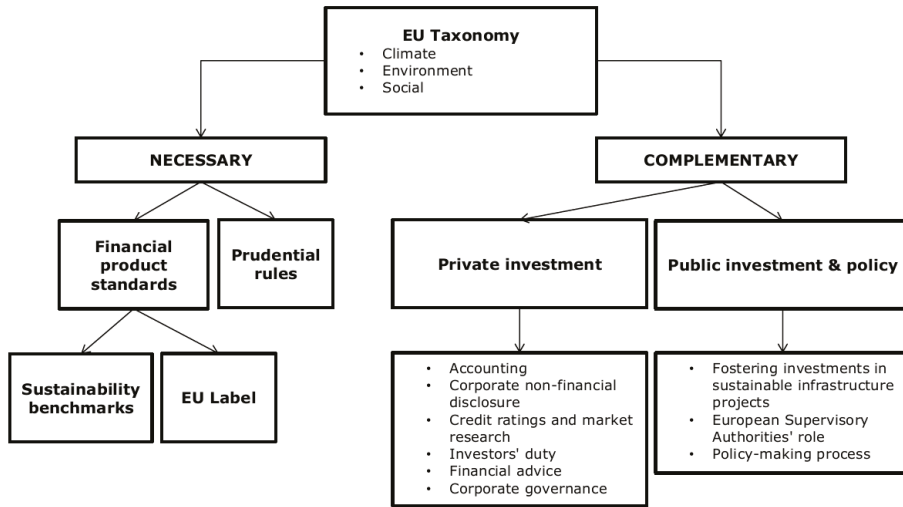 EU Taxonomy
• Climate
• Environment
• Social
NECESSARY
COMPLEMENTARY
Financial
product
standards
Prudential
rules
Private investment
Public investment & policy
Sustainability
benchmarks
EU Label
• Accounting
• Corporate non-financial
disclosure
• Credit ratings and market
research
• Investors' duty
• Financial advice
• Corporate governance
• Fostering investments in
sustainable infrastructure
projects
• European Supervisory
Authorities' role
• Policy-making process